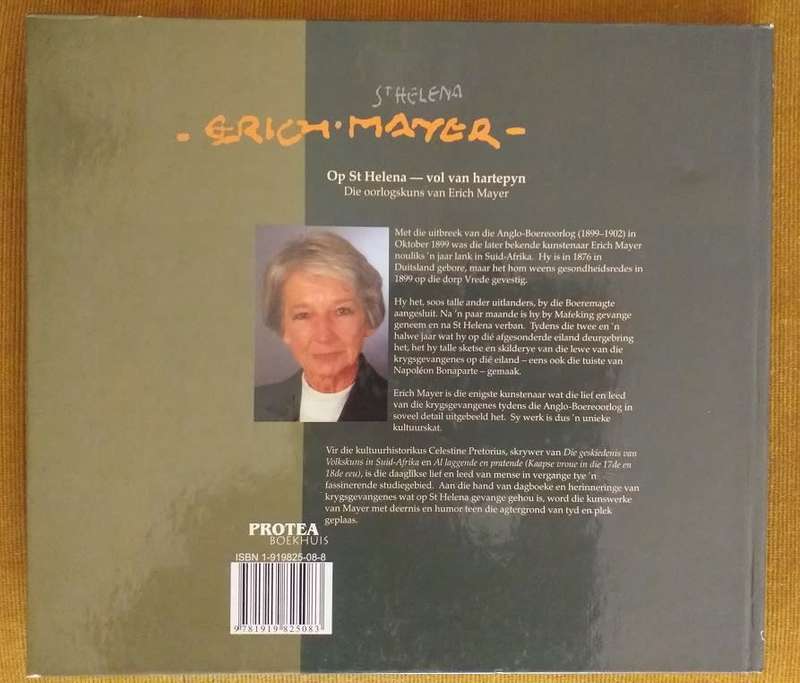 ST HELENA
- ERICH·MAYER -
Op St Helena — vol van hartepyn
Die oorlogskuns van Erich Mayer
Met die uitbreek van die Anglo-Boereoorlog (1899–1902) in
Oktober 1899 was die later bekende kunstenaar Erich Mayer
nouliks 'n jaar lank in Suid-Afrika. Hy is in 1876 in
Duitsland gebore, maar het hom weens gesondheidsredes in
1899 op die dorp Vrede gevestig.
Hy het, soos talle ander uitlanders, by die Boeremagte
aangesluit. Na 'n paar maande is hy by Mafeking gevange
geneem en na St Helena verban. Tydens die twee en 'n
halwe jaar wat hy op dié afgesonderde eiland deurgebring
het, het hy talle sketse en skilderye van die lewe van die
krygsgevangenes op dié eiland – eens ook die tuiste van
Napoléon Bonaparte – gemaak.
Erich Mayer is die enigste kunstenaar wat die lief en leed
van die krygsgevangenes tydens die Anglo-Boereoorlog in
soveel detail uitgebeeld het. Sy werk is dus 'n unieke
kultuurskat.
Vir die kultuurhistorikus Celestine Pretorius, skrywer van Die geskiedenis van
Volkskuns in Suid-Afrika en Al laggende en pratende (Kaapse vroue in die 17de en
18de eeu), is die daaglikse lief en leed van mense in vergange tye 'n
fassinerende studiegebied. Aan die hand van dagboeke en herinneringe van
krygsgevangenes wat op St Helena gevange gehou is, word die kunswerke
van Mayer met deernis en humor teen die agtergrond van tyd en plek
geplaas.
PROTEA
BOEKHUIS
ISBN 1-919825-08-8
9 781919 825083